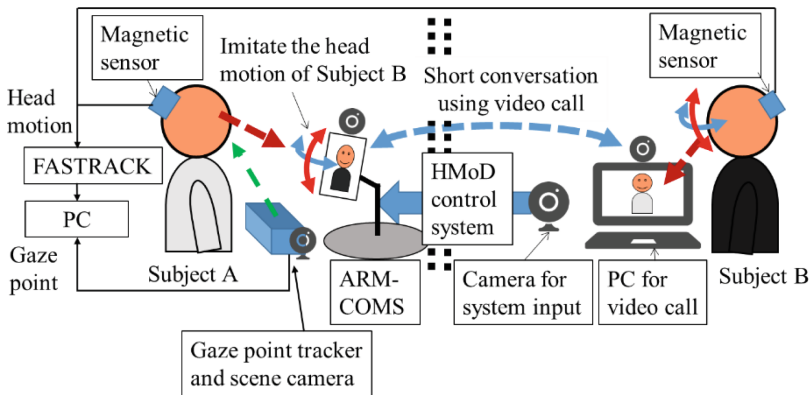 Magnetic
sensor
Imitate the head
motion of Subject B
Short conversation
using video call
Magnetic
sensor
Head
motion
FASTRACK
PC
Gaze
point
HMoD
control
system
Subject A
ARM-
COMS
Camera for
system input
PC for
video call
Subject B
Gaze point tracker
and scene camera